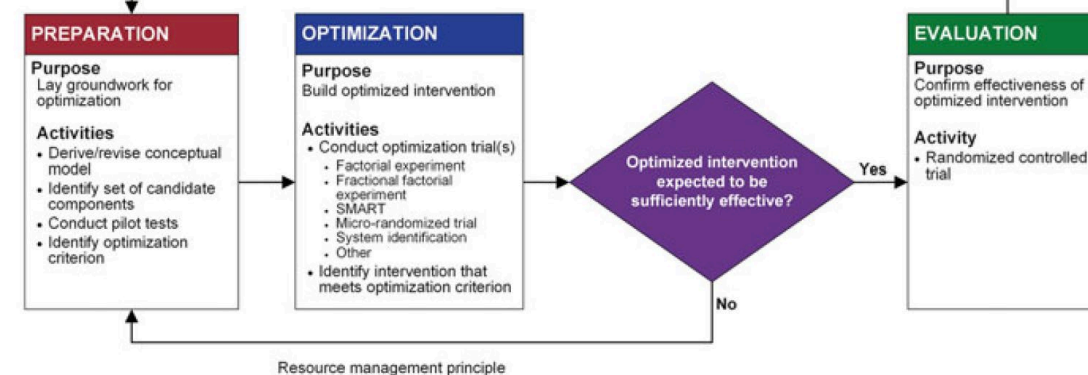 PREPARATION
Purpose
Lay groundwork for
optimization
Activities
• Derive/revise conceptual
model
• Identify set of candidate
components
• Conduct pilot tests
• Identify optimization
criterion
OPTIMIZATION
Purpose
Build optimized intervention
Activities
• Conduct optimization trial(s)
• Factorial experiment
• Fractional factorial
experiment
• SMART
• Micro-randomized trial
• System identification
• Other
• Identify intervention that
meets optimization criterion
Optimized intervention
expected to be
sufficiently effective?
Yes
No
EVALUATION
Purpose
Confirm effectiveness of
optimized intervention
Activity
• Randomized controlled
trial
Resource management principle